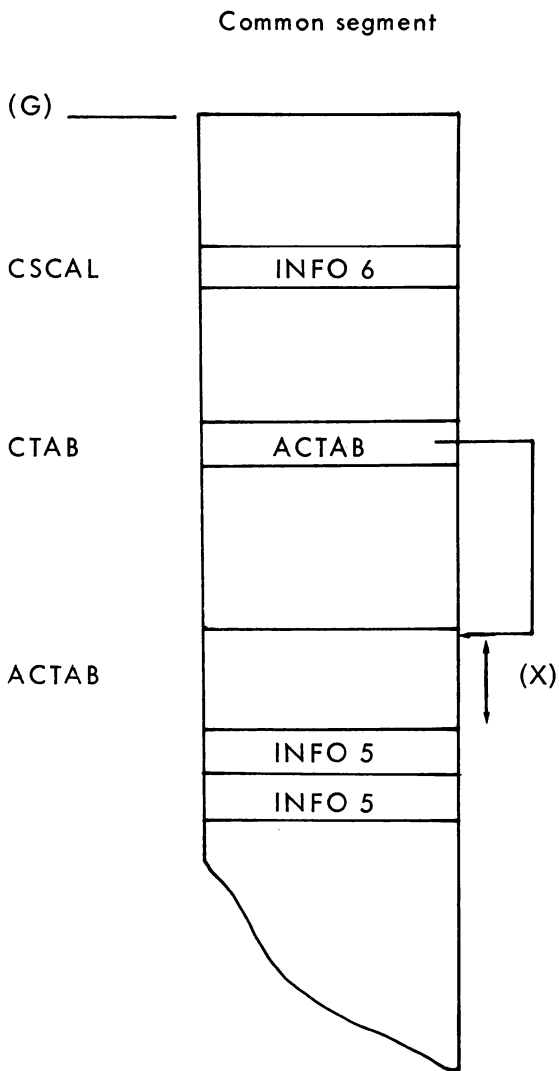 Common segment
(G)
CSCAL INFO 6
CTAB ACTAB
ACTAB (X)
INFO 5
INFO 5